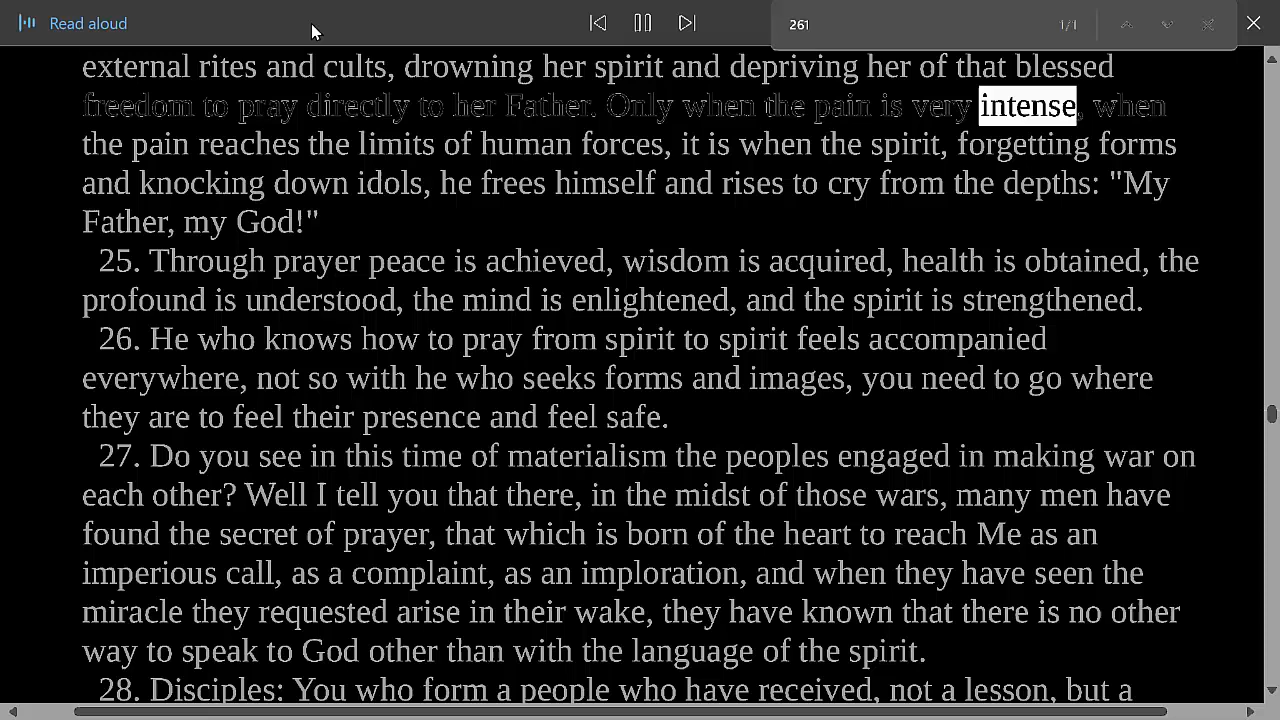 Read aloud
261
1/1
external rites and cults, drowning her spirit and depriving her of that blessed
freedom to pray directly to her Father. Only when the pain is very intense, when
the pain reaches the limits of human forces, it is when the spirit, forgetting forms
and knocking down idols, he frees himself and rises to cry from the depths: "My
Father, my God!"
25. Through prayer peace is achieved, wisdom is acquired, health is obtained, the
profound is understood, the mind is enlightened, and the spirit is strengthened.
26. He who knows how to pray from spirit to spirit feels accompanied
everywhere, not so with he who seeks forms and images, you need to go where
they are to feel their presence and feel safe.
27. Do you see in this time of materialism the peoples engaged in making war on
each other? Well I tell you that there, in the midst of those wars, many men have
found the secret of prayer, that which is born of the heart to reach Me as an
imperious call, as a complaint, as an imploration, and when they have seen the
miracle they requested arise in their wake, they have known that there is no other
way to speak to God other than with the language of the spirit.
28. Disciples: You who form a people who have received, not a lesson, but a